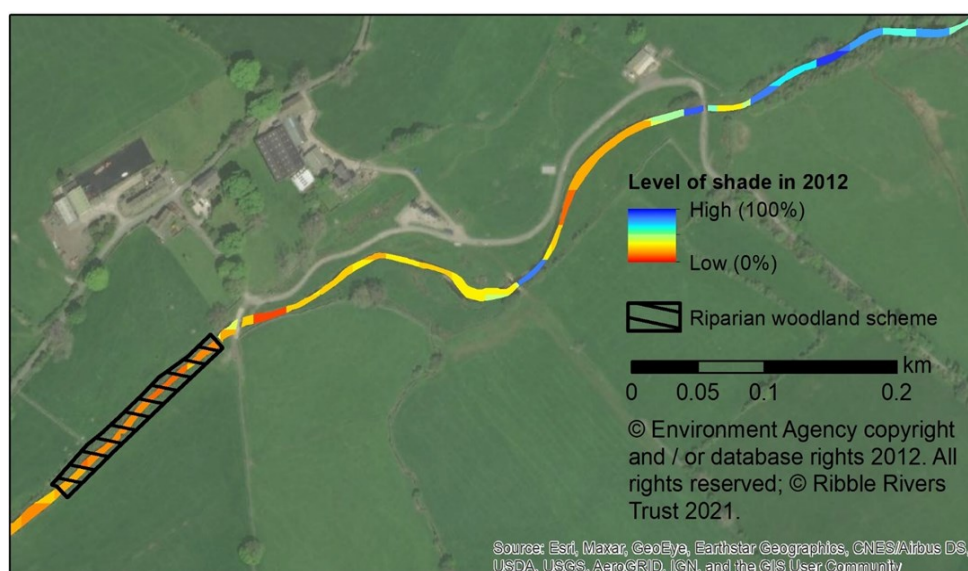 Level of shade in 2012
High (100%)
Low (0%)
Riparian woodland scheme
km
0 0.05 0.1 0.2
© Environment Agency copyright
and / or database rights 2012. All
rights reserved; © Ribble Rivers
Trust 2021.
Source: Esri, Maxar, GeoEye, Earthstar Geographics, CNES/Airbus DS,
USDA, USGS, AeroGRID, IGN, and the GIS User Community